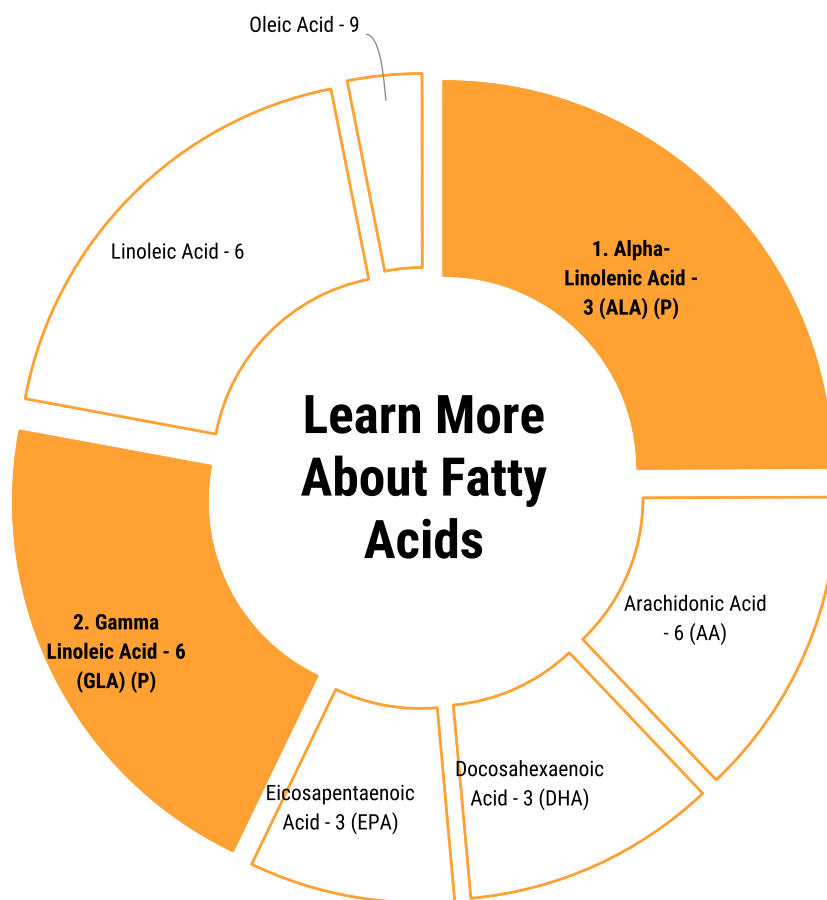 Oleic Acid - 9
Linoleic Acid - 6
1. Alpha-
Linolenic Acid -
3 (ALA) (P)
Learn More
About Fatty
Acids
Arachidonic Acid
- 6 (AA)
2. Gamma
Linoleic Acid - 6
(GLA) (P)
Docosahexaenoic
Acid - 3 (DHA)
Eicosapentaenoic
Acid - 3 (EPA)